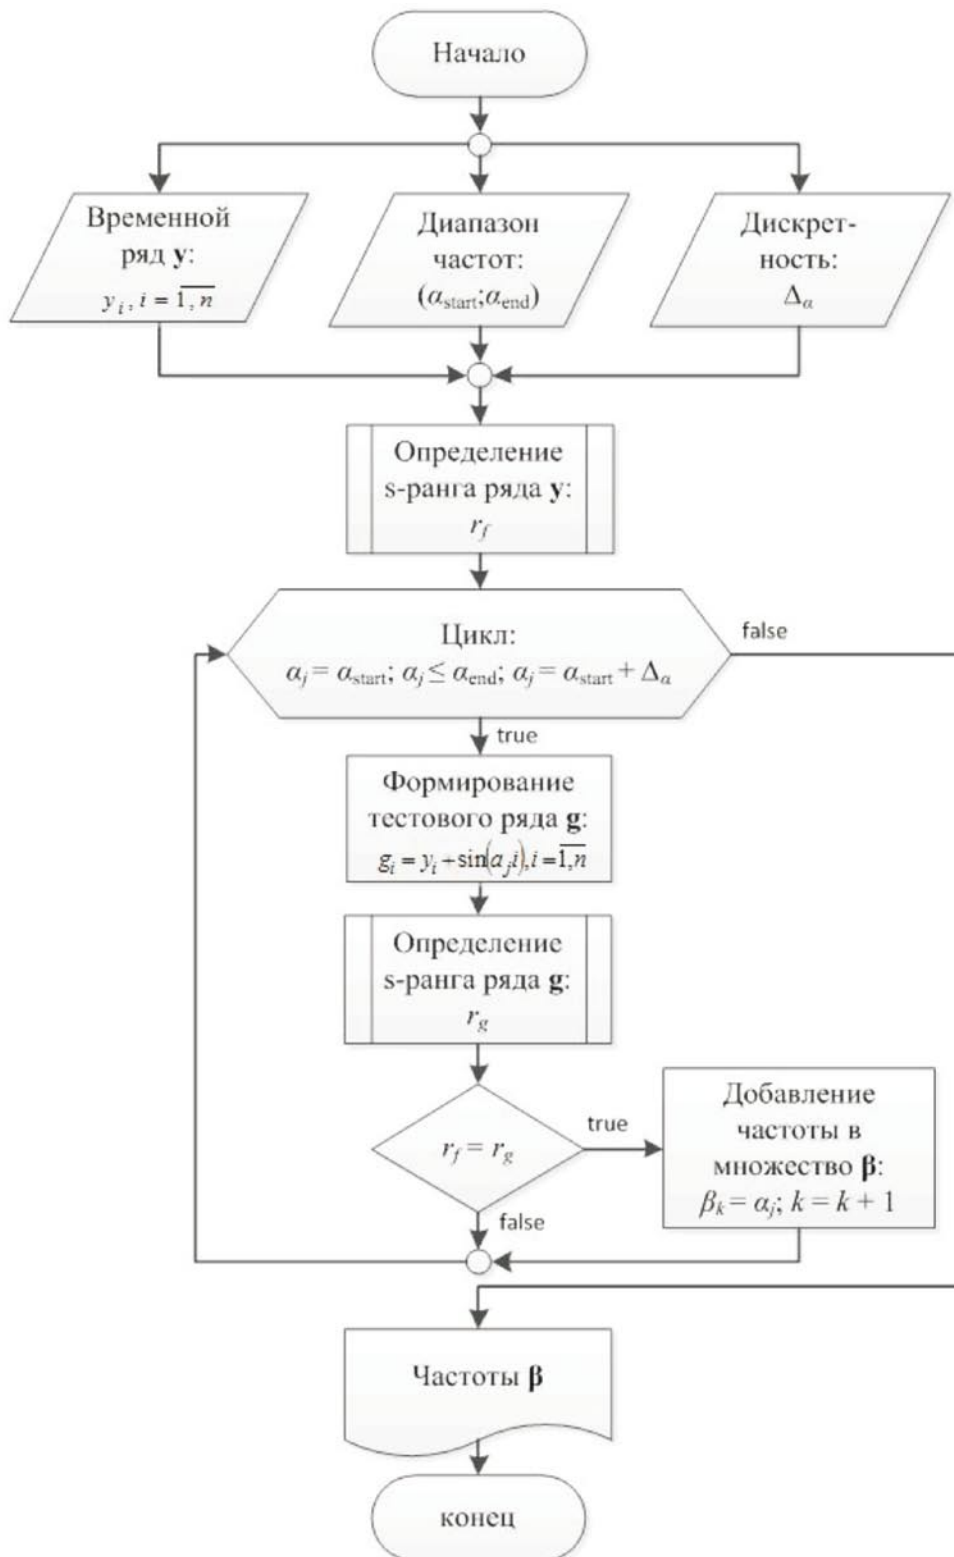 Начало
Временной
ряд y:
y_i, i = \overline{1, n}
Диапазон
частот:
(α_start;α_end)
Дискрет-
ность:
Δ_α
Определение
s-ранга ряда y:
r_f
Цикл:
α_j = α_start; α_j ≤ α_end; α_j = α_start + Δ_α
false
true
Формирование
тестового ряда g:
g_i = y_i + sin(α_j i), i = \overline{1, n}
Определение
s-ранга ряда g:
r_g
r_f = r_g
true
false
Добавление
частоты в
множество β:
β_k = α_j; k = k + 1
Частоты β
конец